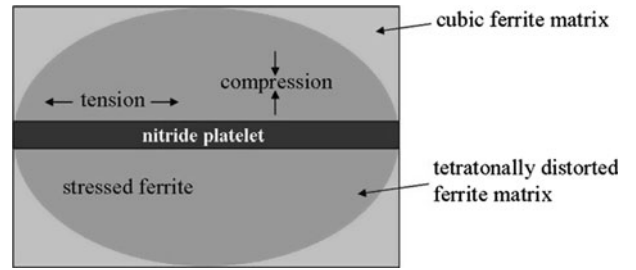 cubic ferrite matrix
compression
tension
nitride platelet
stressed ferrite
tetratonally distorted
ferrite matrix